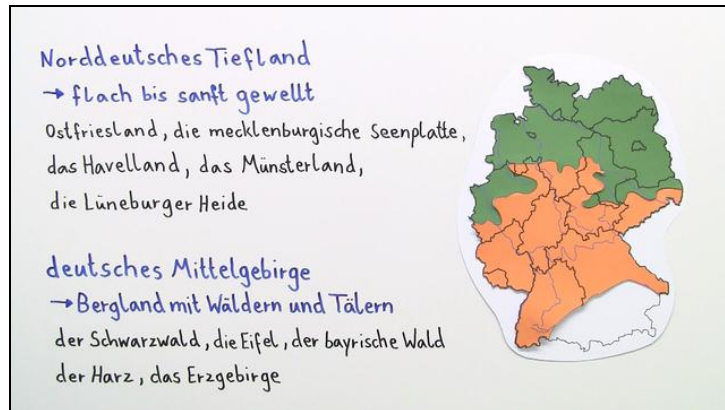 Norddeutsches Tiefland
→ flach bis sanft gewellt
Ostfriesland, die mecklenburgische Seenplatte,
das Havelland, das Münsterland,
die Lüneburger Heide
deutsches Mittelgebirge
→ Bergland mit Wäldern und Tälern
der Schwarzwald, die Eifel, der bayrische Wald
der Harz, das Erzgebirge